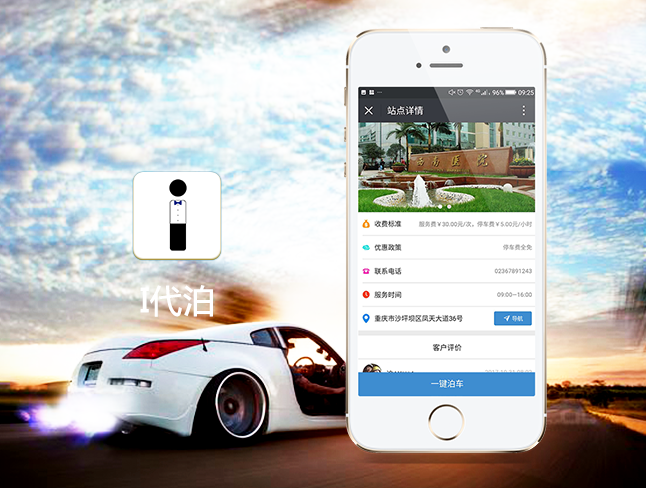 I代泊
96% 09:25
站点详情
西南医院
收费标准 服务费￥30.00元/次，停车费￥5.00元/小时
优惠政策 停车费全免
联系电话 02367891243
服务时间 09:00~16:00
重庆市沙坪坝区凤天大道36号 导航
客户评价
一键泊车